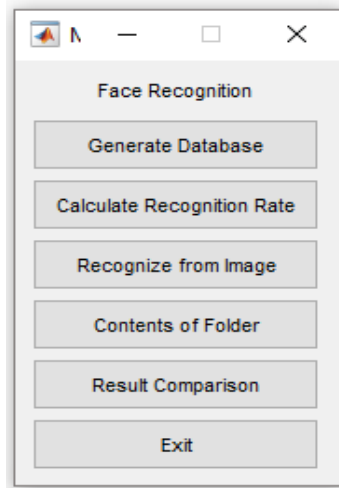 Face Recognition
Generate Database
Calculate Recognition Rate
Recognize from Image
Contents of Folder
Result Comparison
Exit